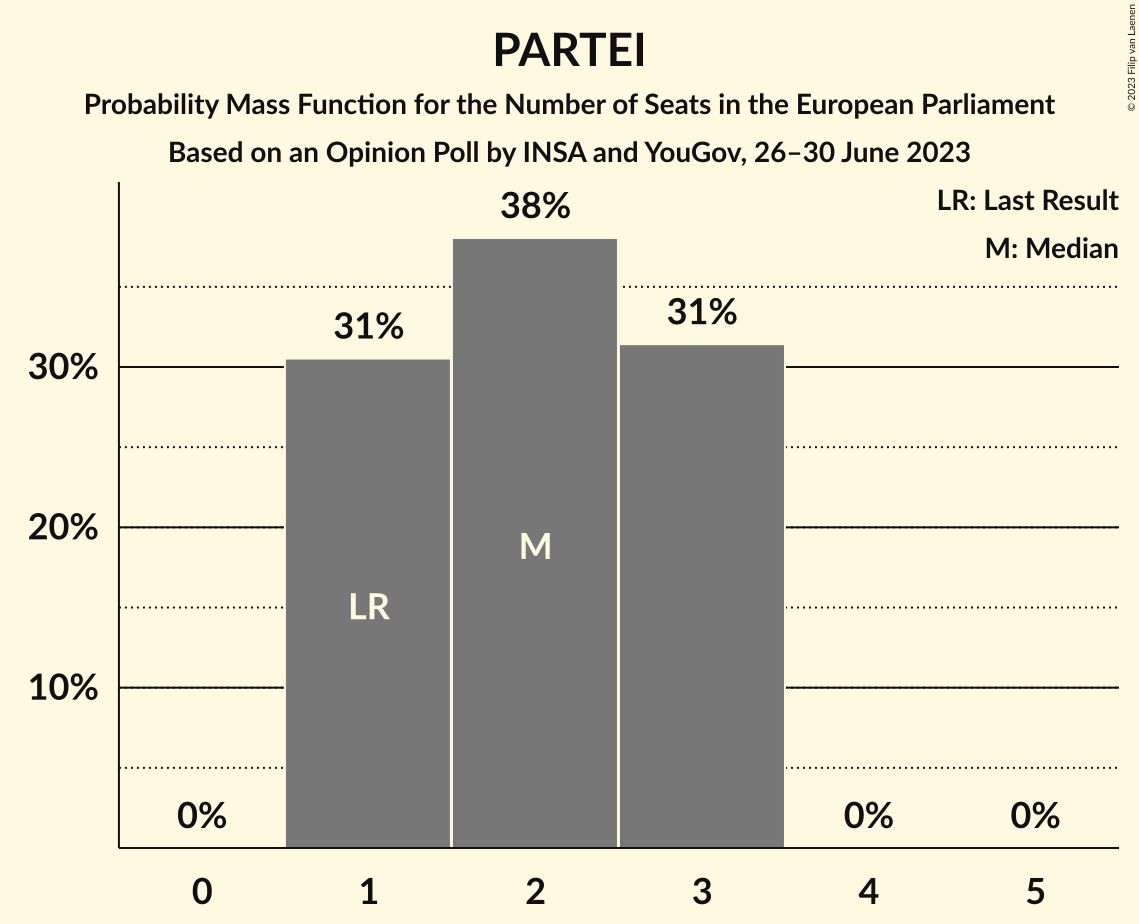 PARTEI
Probability Mass Function for the Number of Seats in the European Parliament
Based on an Opinion Poll by INSA and YouGov, 26–30 June 2023
© 2023 Filip van Laenen
LR: Last Result
M: Median
38%
31%
31%
30%
20%
M
LR
10%
0%
0%
0%
0
1
2
3
4
5